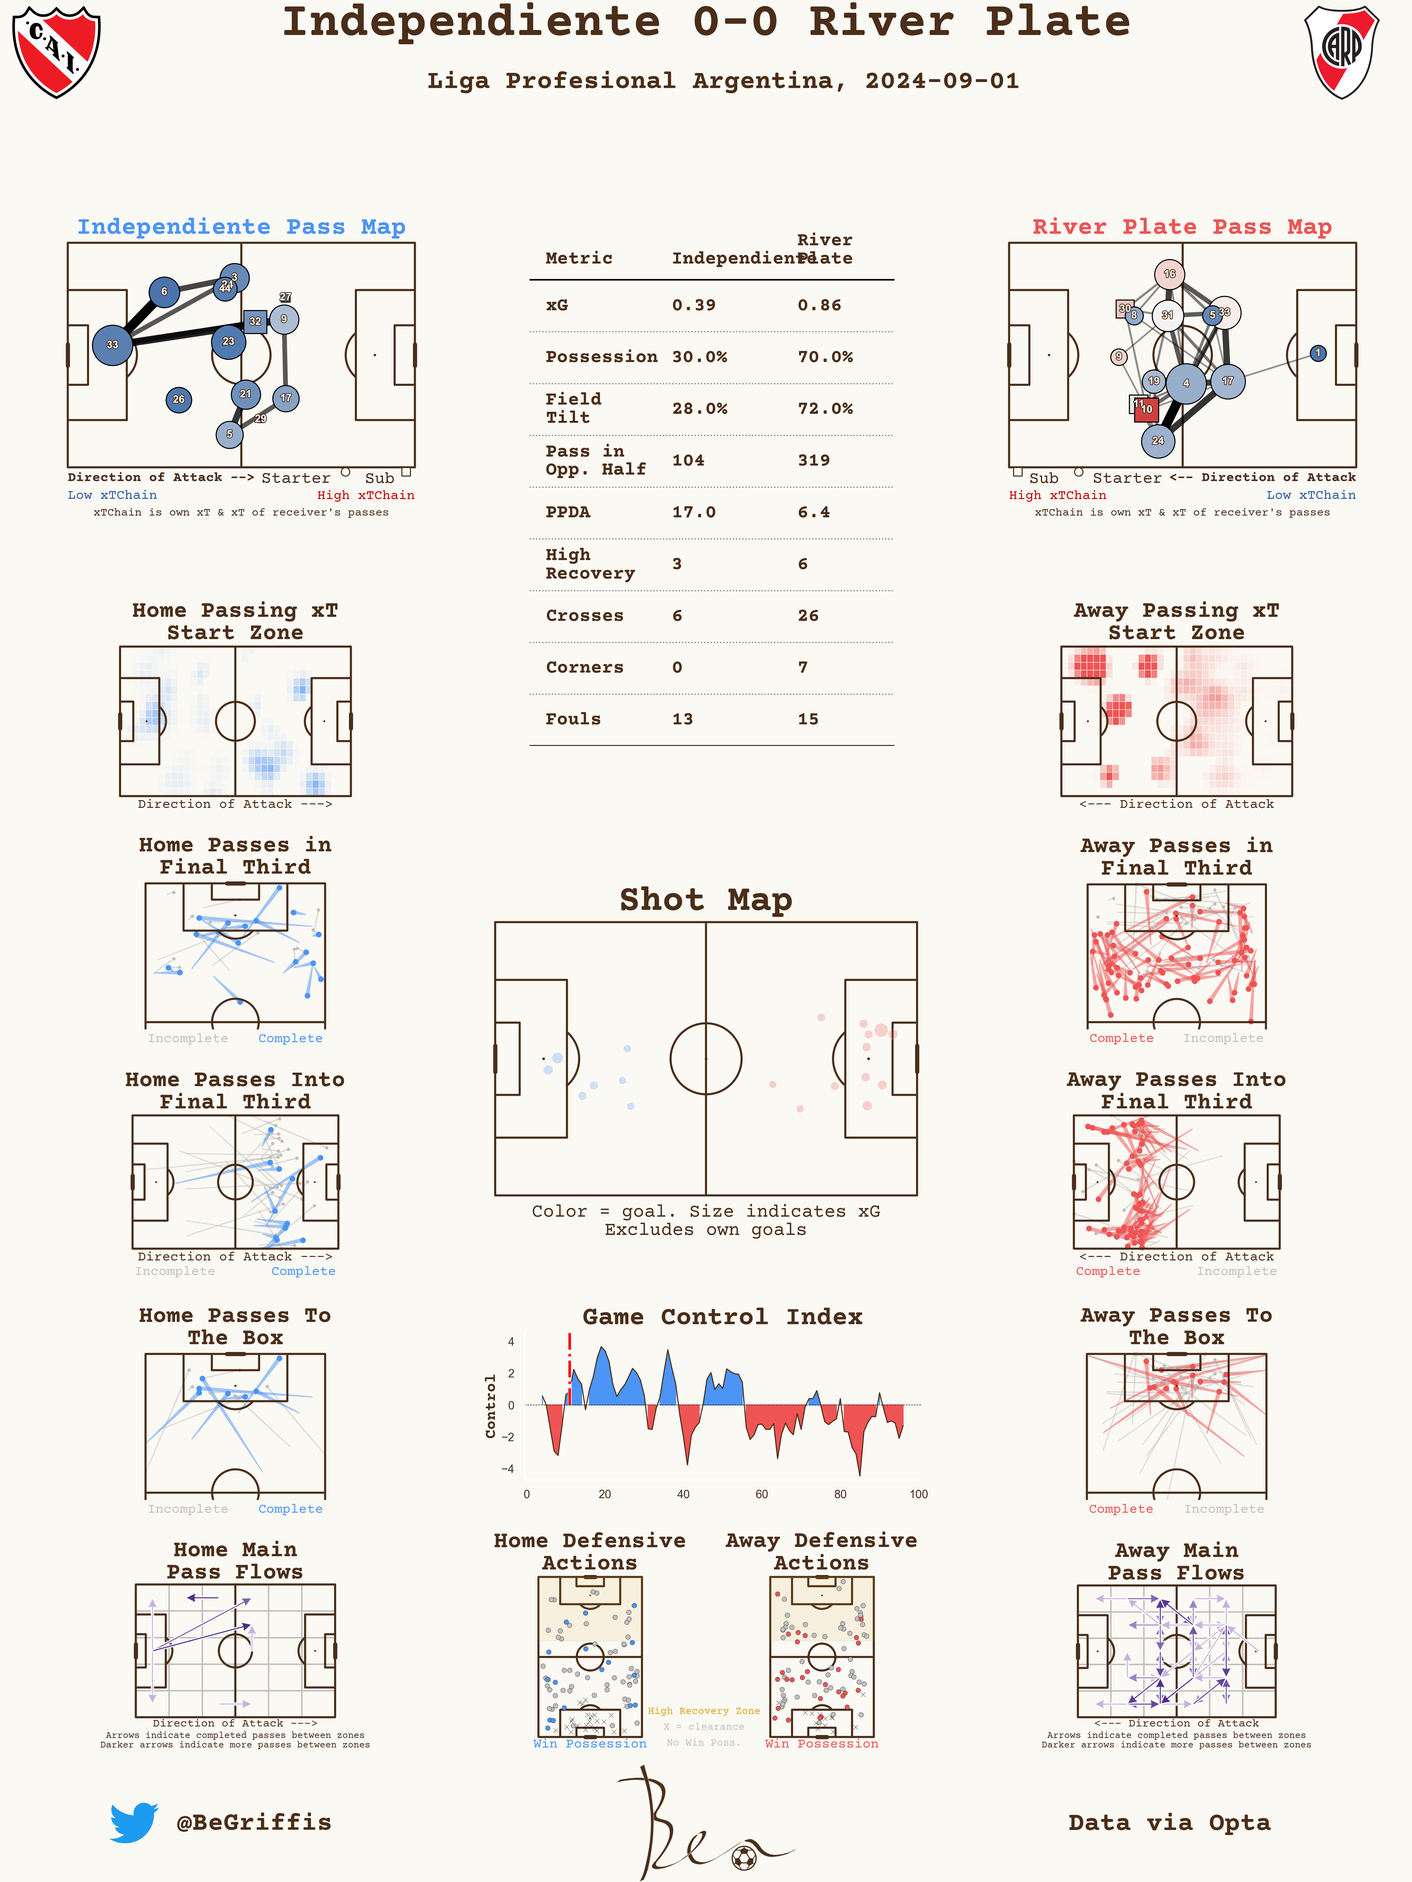 Independiente 0-0 River Plate
Liga Profesional Argentina, 2024-09-01
C.A.I.
CARP
Independiente Pass Map
6
3
44
27
32
9
33
23
26
21
17
29
5
Direction of Attack --> Starter Sub
Low xTChain High xTChain
xTChain is own xT & xT of receiver's passes
Metric Independiente River Plate
xG 0.39 0.86
Possession 30.0% 70.0%
Field Tilt 28.0% 72.0%
Pass in Opp. Half 104 319
PPDA 17.0 6.4
High Recovery 3 6
Crosses 6 26
Corners 0 7
Fouls 13 15
River Plate Pass Map
16
30
8
31
5
33
9
1
19
4
17
11
10
24
Sub Starter <-- Direction of Attack
High xTChain Low xTChain
xTChain is own xT & xT of receiver's passes
Home Passing xT
Start Zone
Direction of Attack --->
Away Passing xT
Start Zone
<--- Direction of Attack
Home Passes in
Final Third
Incomplete Complete
Away Passes in
Final Third
Complete Incomplete
Shot Map
Color = goal. Size indicates xG
Excludes own goals
Home Passes Into
Final Third
Direction of Attack --->
Incomplete Complete
Away Passes Into
Final Third
<--- Direction of Attack
Complete Incomplete
Home Passes To
The Box
Incomplete Complete
Game Control Index
Control
4
2
0
−2
−4
0 20 40 60 80 100
Away Passes To
The Box
Complete Incomplete
Home Main
Pass Flows
Direction of Attack --->
Arrows indicate completed passes between zones
Darker arrows indicate more passes between zones
Home Defensive
Actions
Win Possession
High Recovery Zone
X = clearance
No Win Poss.
Away Defensive
Actions
Win Possession
Away Main
Pass Flows
<--- Direction of Attack
Arrows indicate completed passes between zones
Darker arrows indicate more passes between zones
@BeGriffis
Ben
Data via Opta